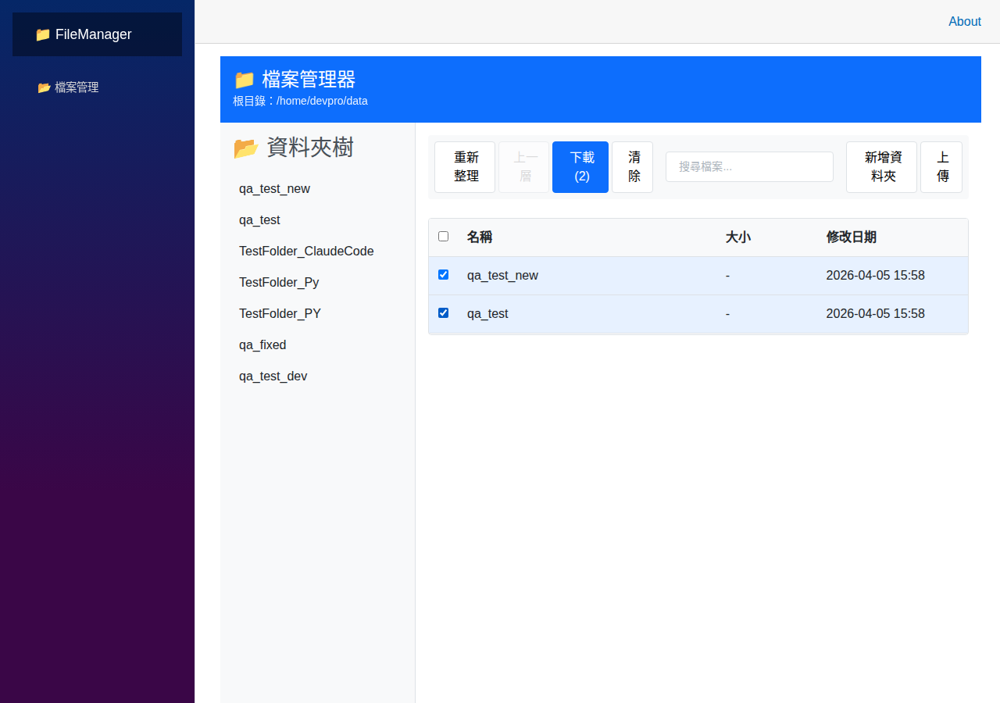 📁 FileManager
About
📂 檔案管理
📁 檔案管理器
根目錄：/home/devpro/data
📂 資料夾樹
qa_test_new
qa_test
TestFolder_ClaudeCode
TestFolder_Py
TestFolder_PY
qa_fixed
qa_test_dev
重新
整理
上一
層
下載
(2)
清
除
搜尋檔案...
新增資
料夾
上
傳
名稱 大小 修改日期
qa_test_new - 2026-04-05 15:58
qa_test - 2026-04-05 15:58